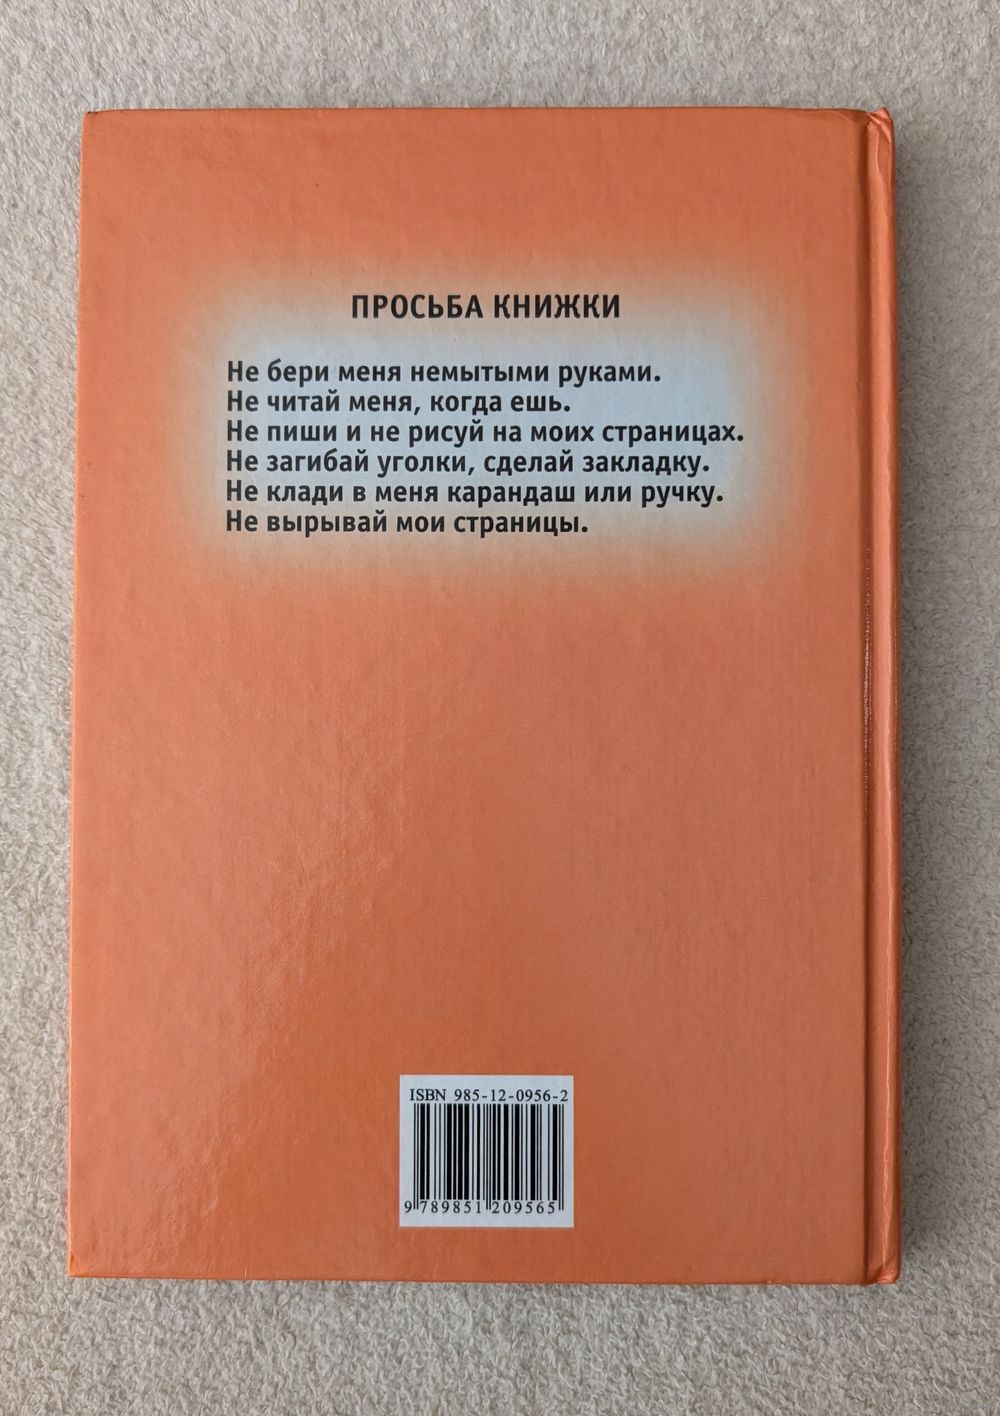 ПРОСЬБА КНИЖКИ
Не бери меня немытыми руками.
Не читай меня, когда ешь.
Не пиши и не рисуй на моих страницах.
Не загибай уголки, сделай закладку.
Не клади в меня карандаш или ручку.
Не вырывай мои страницы.
ISBN 985-12-0956-2
9 789851 209565